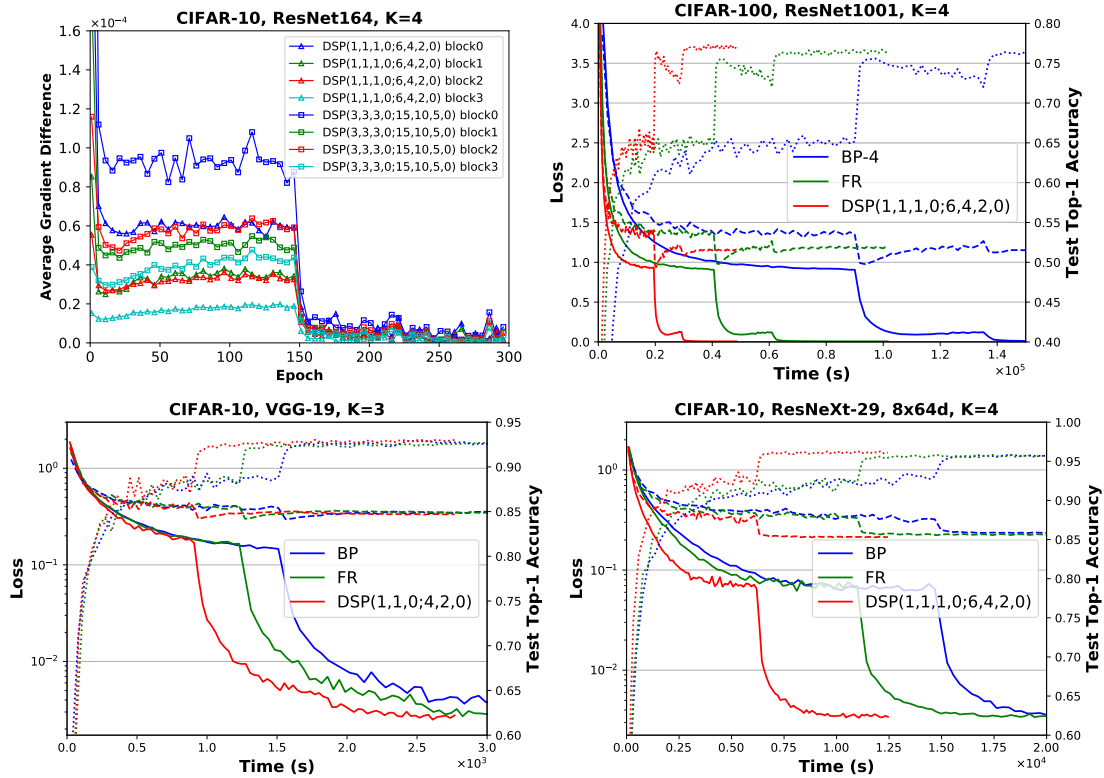 CIFAR-10, ResNet164, K=4
×10⁻⁴
1.6
1.4
1.2
1.0
0.8
0.6
0.4
0.2
0.0
Average Gradient Difference
DSP(1,1,1,0;6,4,2,0) block0
DSP(1,1,1,0;6,4,2,0) block1
DSP(1,1,1,0;6,4,2,0) block2
DSP(1,1,1,0;6,4,2,0) block3
DSP(3,3,3,0;15,10,5,0) block0
DSP(3,3,3,0;15,10,5,0) block1
DSP(3,3,3,0;15,10,5,0) block2
DSP(3,3,3,0;15,10,5,0) block3
0 50 100 150 200 250 300
Epoch
CIFAR-100, ResNet1001, K=4
4.0
3.5
3.0
2.5
2.0
1.5
1.0
0.5
0.0
Loss
BP-4
FR
DSP(1,1,1,0;6,4,2,0)
0.80
0.75
0.70
0.65
0.60
0.55
0.50
0.45
0.40
Test Top-1 Accuracy
0.0 0.2 0.4 0.6 0.8 1.0 1.2 1.4
×10⁵
Time (s)
CIFAR-10, VGG-19, K=3
10⁰
10⁻¹
10⁻²
Loss
BP
FR
DSP(1,1,0;4,2,0)
0.95
0.90
0.85
0.80
0.75
0.70
0.65
0.60
Test Top-1 Accuracy
0.0 0.5 1.0 1.5 2.0 2.5 3.0
×10³
Time (s)
CIFAR-10, ResNeXt-29, 8x64d, K=4
10⁰
10⁻¹
10⁻²
Loss
BP
FR
DSP(1,1,1,0;6,4,2,0)
1.00
0.95
0.90
0.85
0.80
0.75
0.70
0.65
0.60
Test Top-1 Accuracy
0.00 0.25 0.50 0.75 1.00 1.25 1.50 1.75 2.00
×10⁴
Time (s)